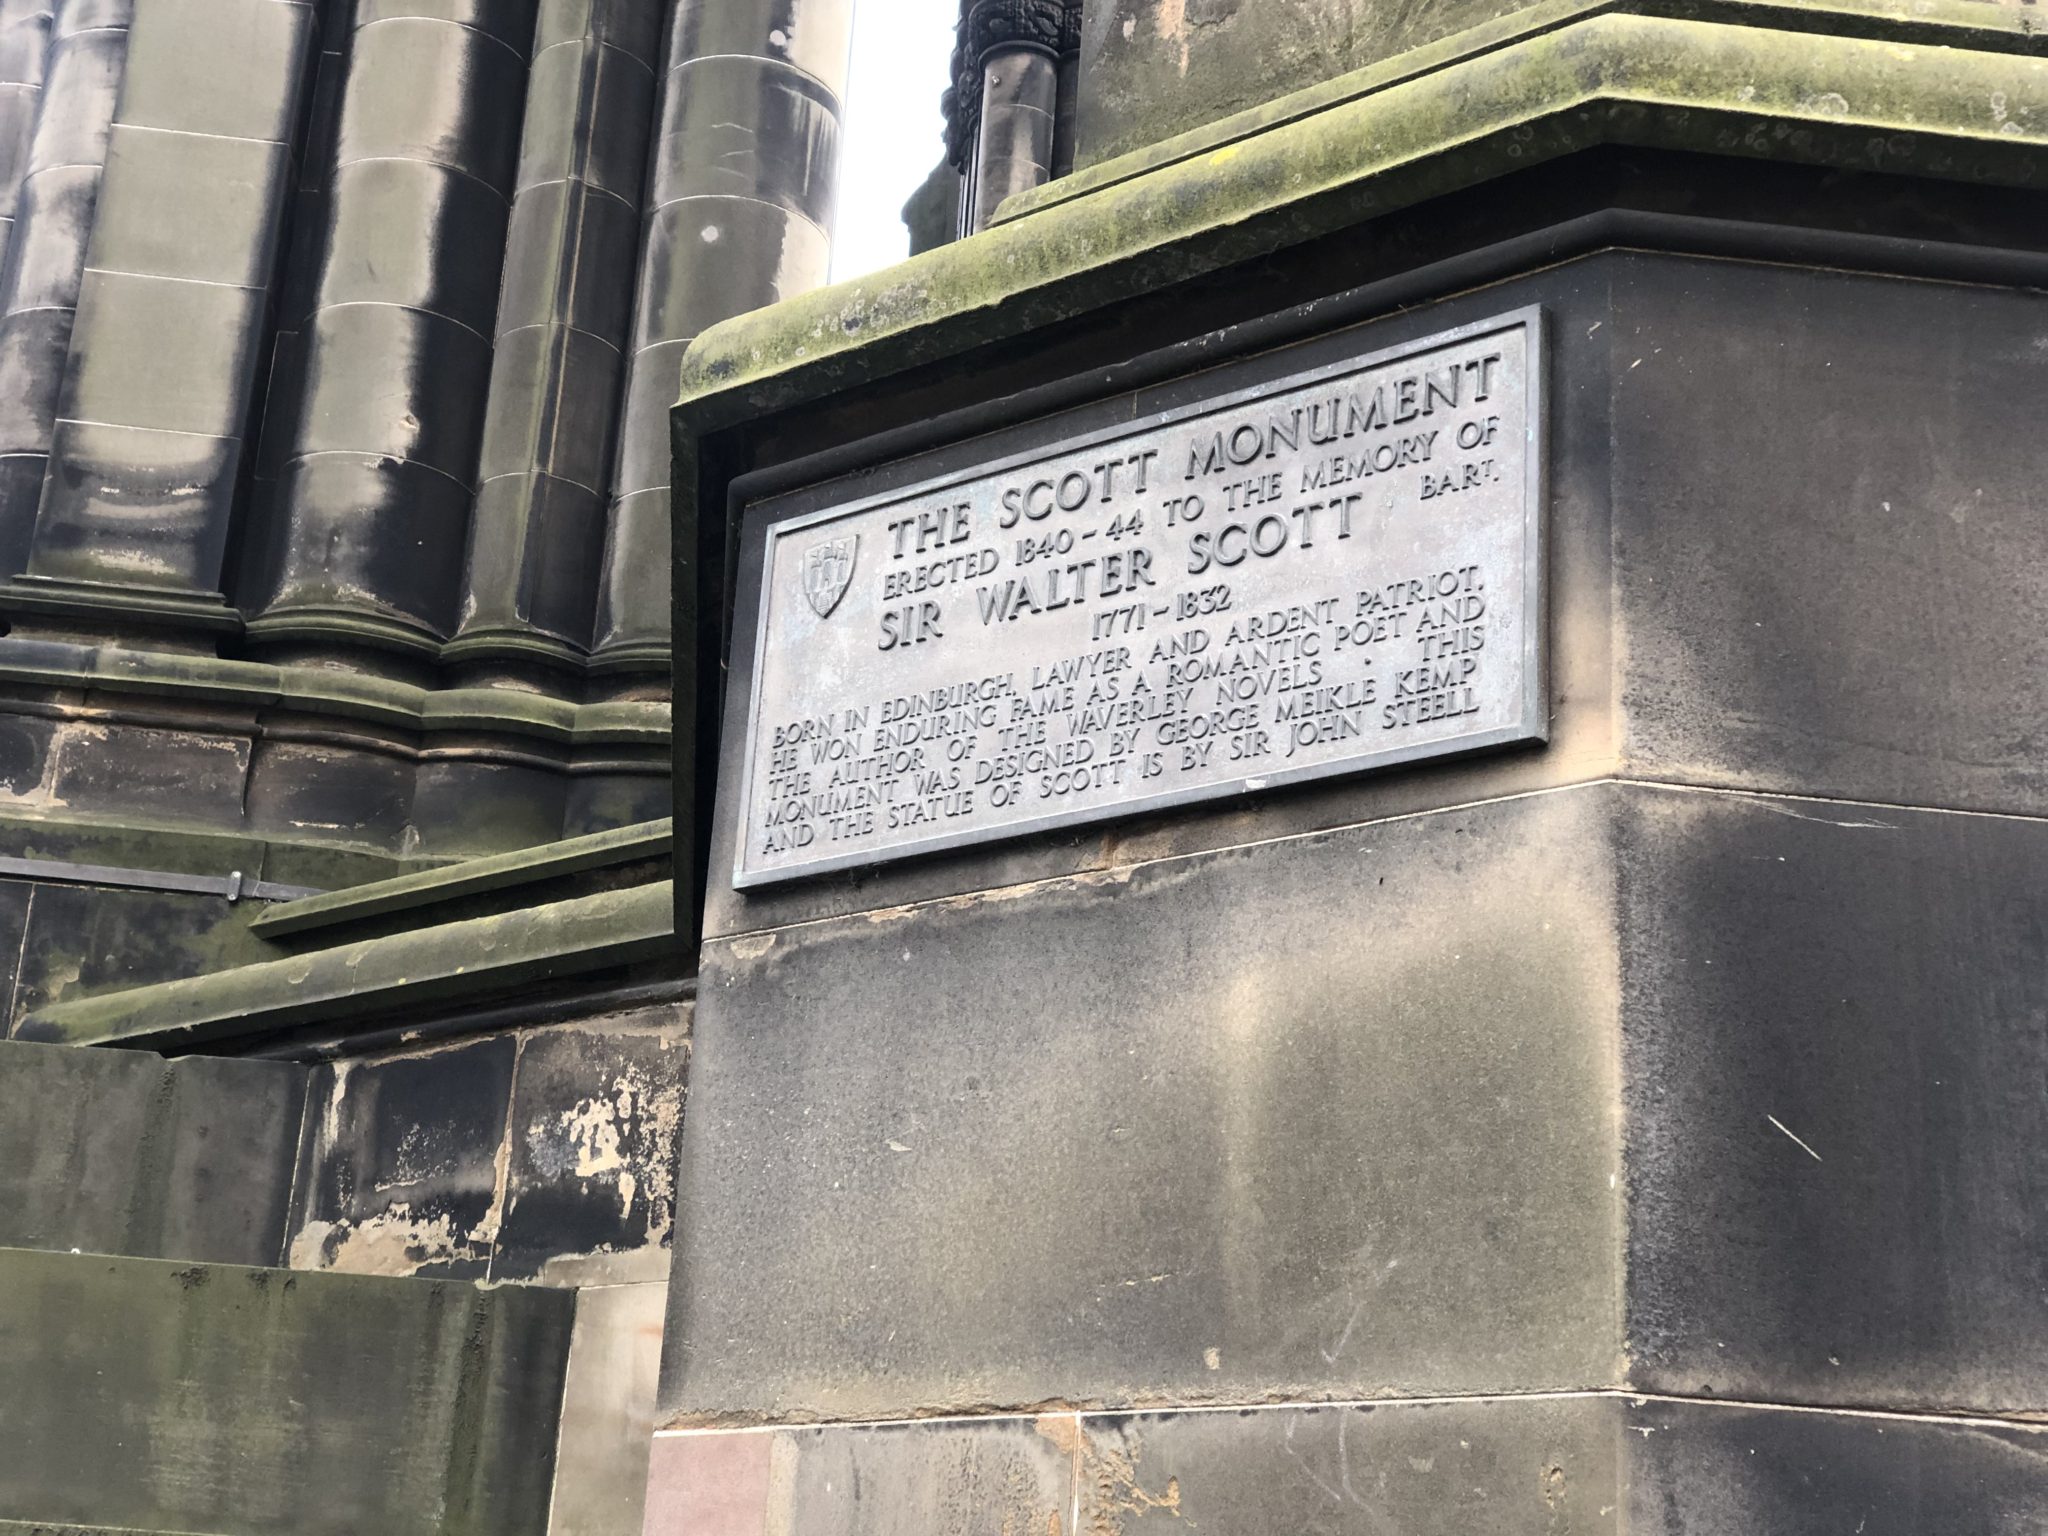 THE SCOTT MONUMENT
ERECTED 1840-44 TO THE MEMORY OF
SIR WALTER SCOTT BART.
1771-1832
BORN IN EDINBURGH, LAWYER AND ARDENT PATRIOT,
HE WON ENDURING FAME AS A ROMANTIC POET AND
THE AUTHOR OF THE WAVERLEY NOVELS · THIS
MONUMENT WAS DESIGNED BY GEORGE MEIKLE KEMP
AND THE STATUE OF SCOTT IS BY SIR JOHN STEELL